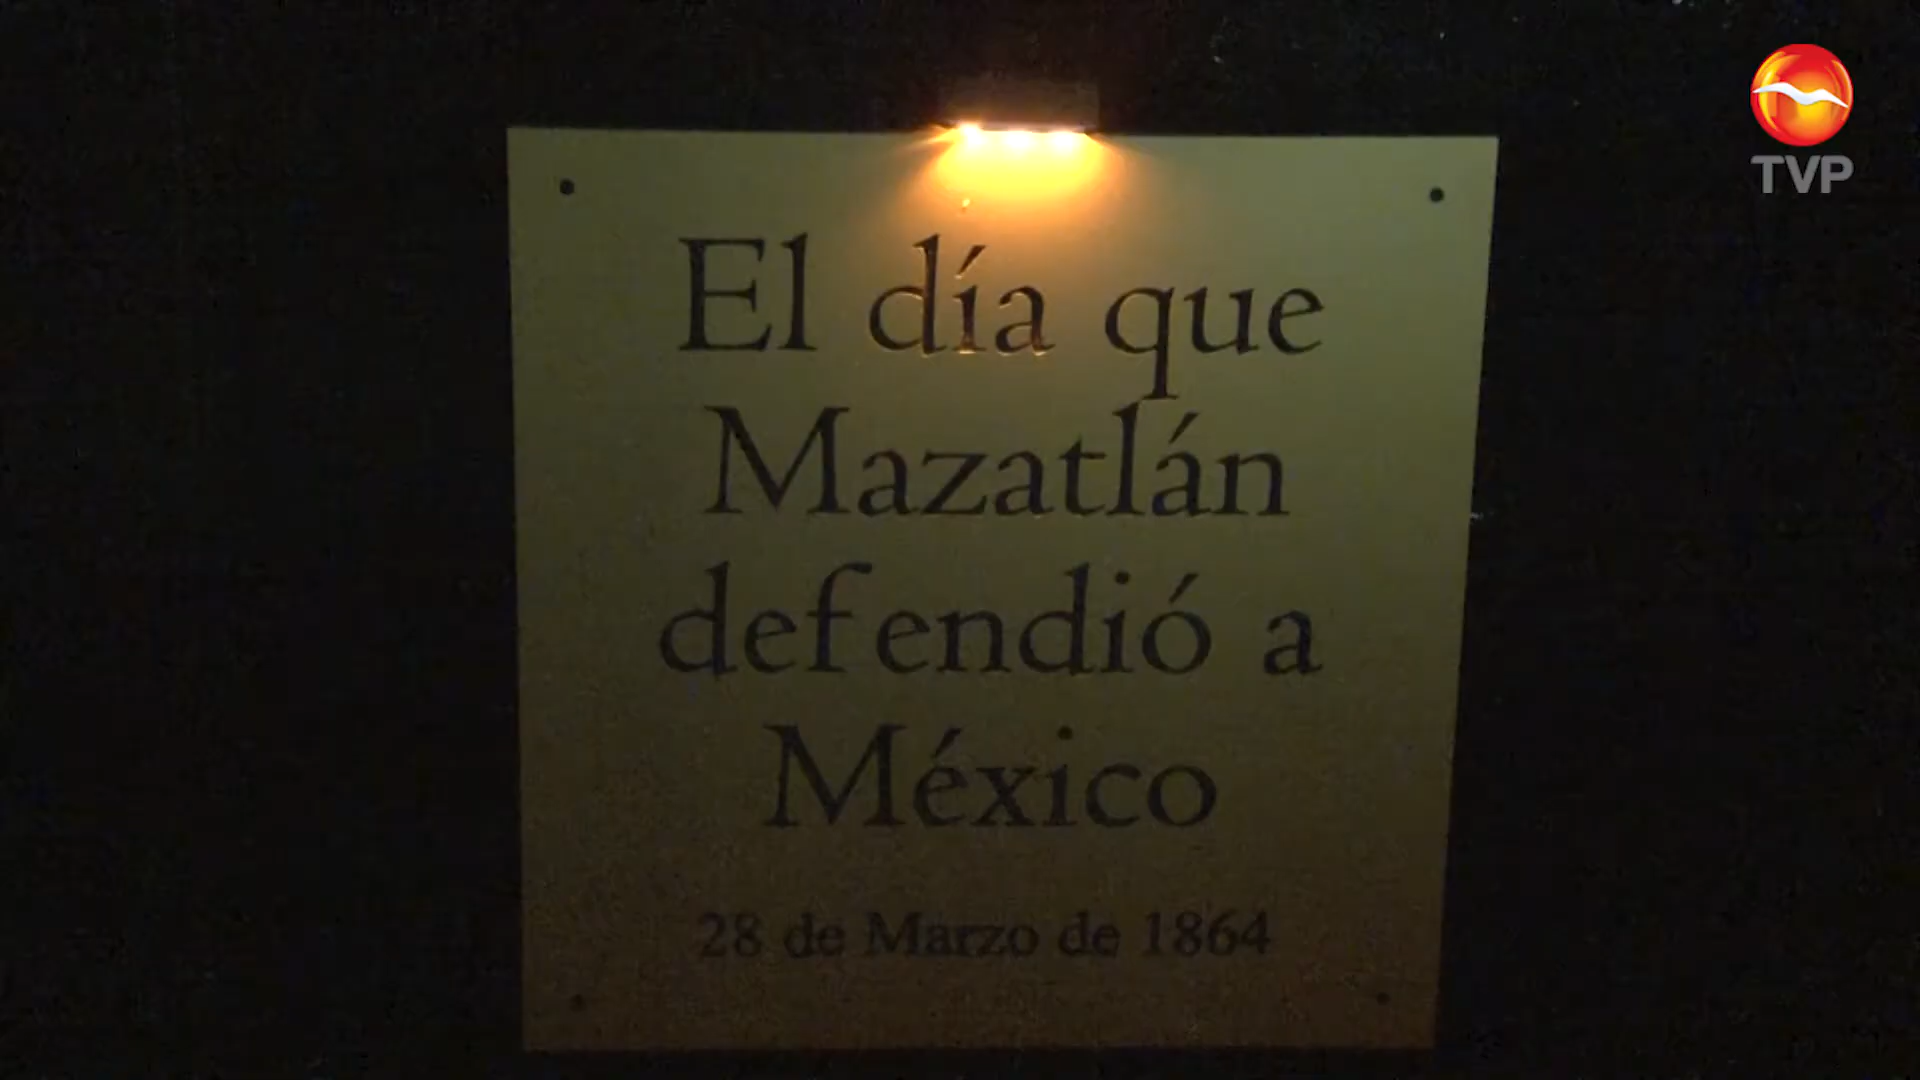 TVP
El día que
Mazatlán
defendió a
México
28 de Marzo de 1864